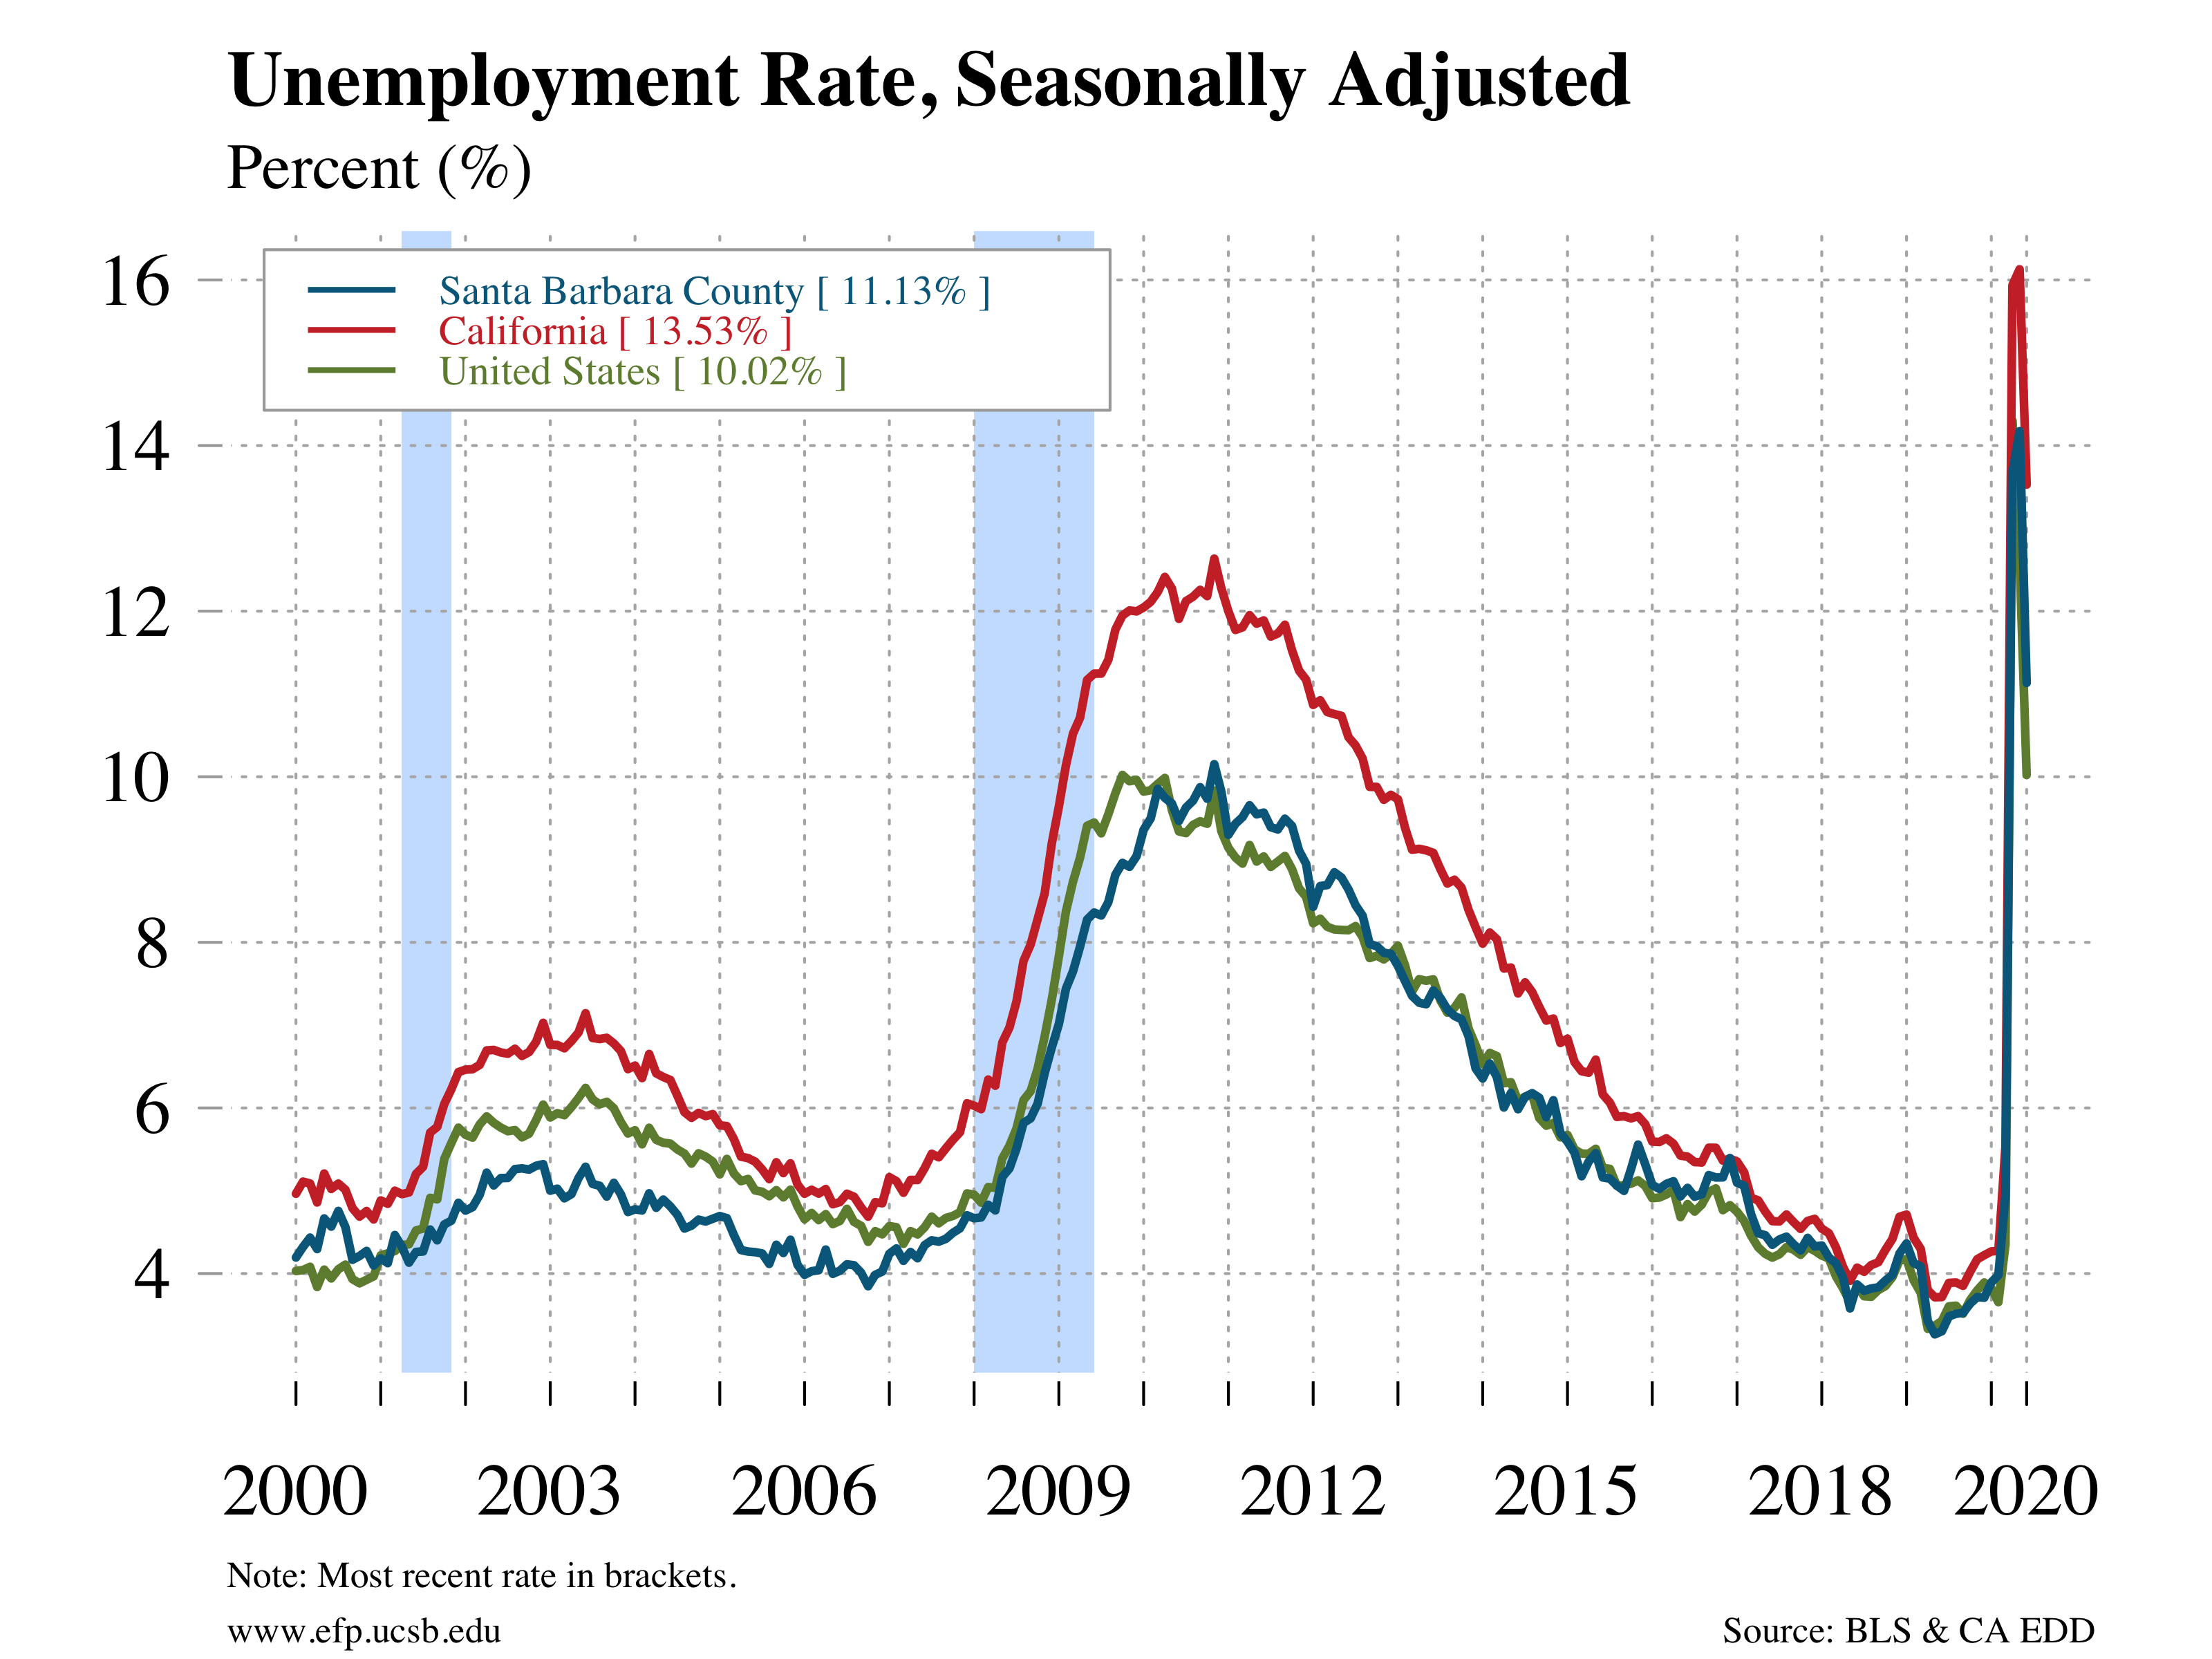 Unemployment Rate, Seasonally Adjusted
Percent (%)
Santa Barbara County [ 11.13% ]
California [ 13.53% ]
United States [ 10.02% ]
16
14
12
10
8
6
4
2000 2003 2006 2009 2012 2015 2018 2020
Note: Most recent rate in brackets.
www.efp.ucsb.edu Source: BLS & CA EDD